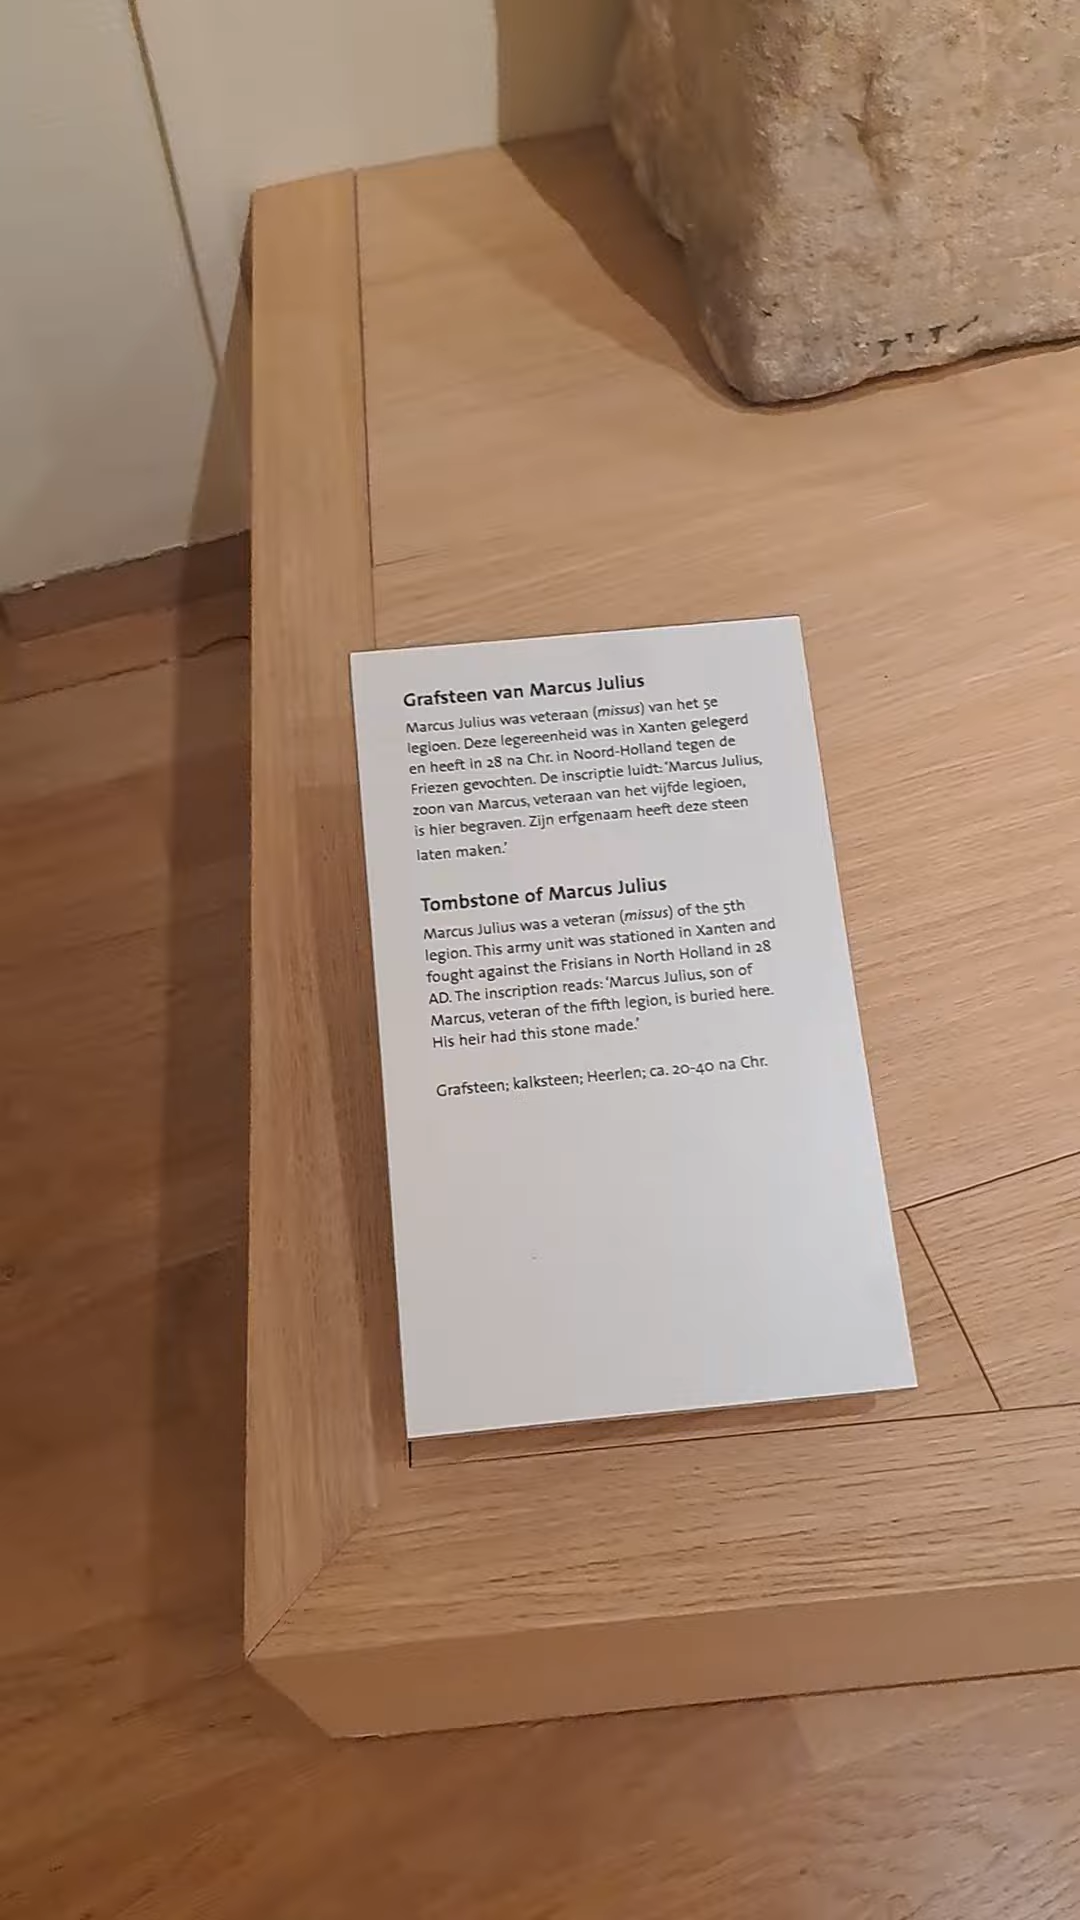 Grafsteen van Marcus Julius
Marcus Julius was veteraan (missus) van het 5e
legioen. Deze legereenheid was in Xanten gelegerd
en heeft in 28 na Chr. in Noord-Holland tegen de
Friezen gevochten. De inscriptie luidt: 'Marcus Julius,
zoon van Marcus, veteraan van het vijfde legioen,
is hier begraven. Zijn erfgenaam heeft deze steen
laten maken.'
Tombstone of Marcus Julius
Marcus Julius was a veteran (missus) of the 5th
legion. This army unit was stationed in Xanten and
fought against the Frisians in North Holland in 28
AD. The inscription reads: 'Marcus Julius, son of
Marcus, veteran of the fifth legion, is buried here.
His heir had this stone made.'
Grafsteen; kalksteen; Heerlen; ca. 20-40 na Chr.